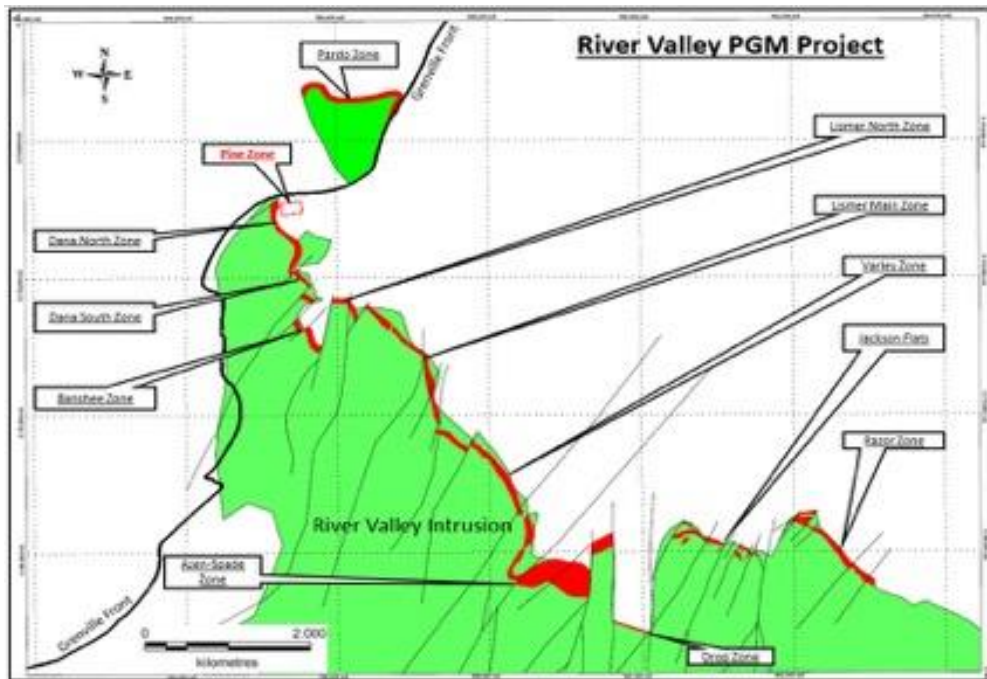 River Valley PGM Project
Pardo Zone
Grenville Front
N
W E
S
Lismer North Zone
Pine Zone
Lismer Main Zone
Dana North Zone
Varley Zone
Dana South Zone
Jackson Flats
Banshee Zone
Razor Zone
River Valley Intrusion
Azen-Spade
Zone
Grenville Front
0 2.000
kilometres
Zone